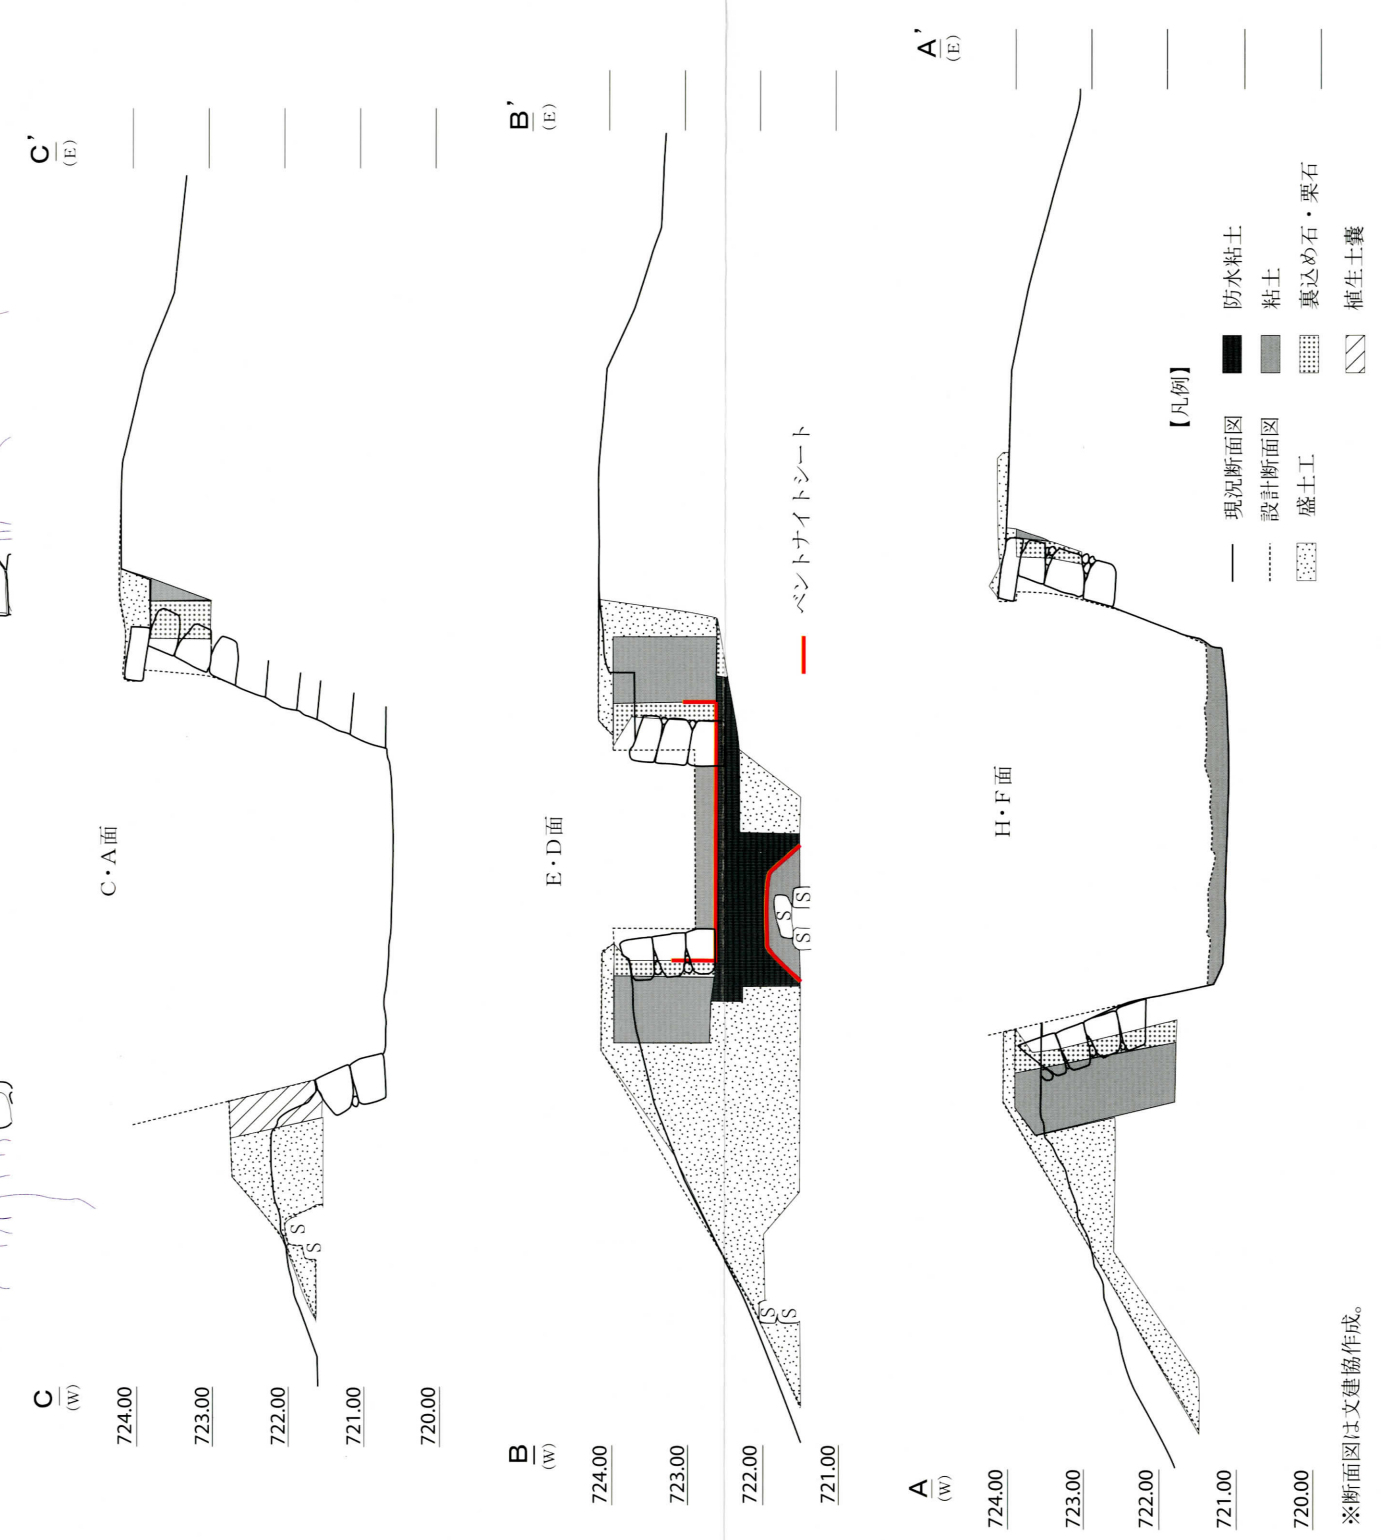 C
(W)
C'
(E)
C・A面
724.00
723.00
722.00
721.00
720.00
S
S
B
(W)
B'
(E)
E・D面
724.00
723.00
722.00
721.00
S
S
S
S
S
ベントナイトシート
A
(W)
A'
(E)
H・F面
724.00
723.00
722.00
721.00
720.00
【凡例】
現況断面図
設計断面図
盛土工
防水粘土
粘土
裏込め石・栗石
植生土嚢
※断面図は文建協作成。